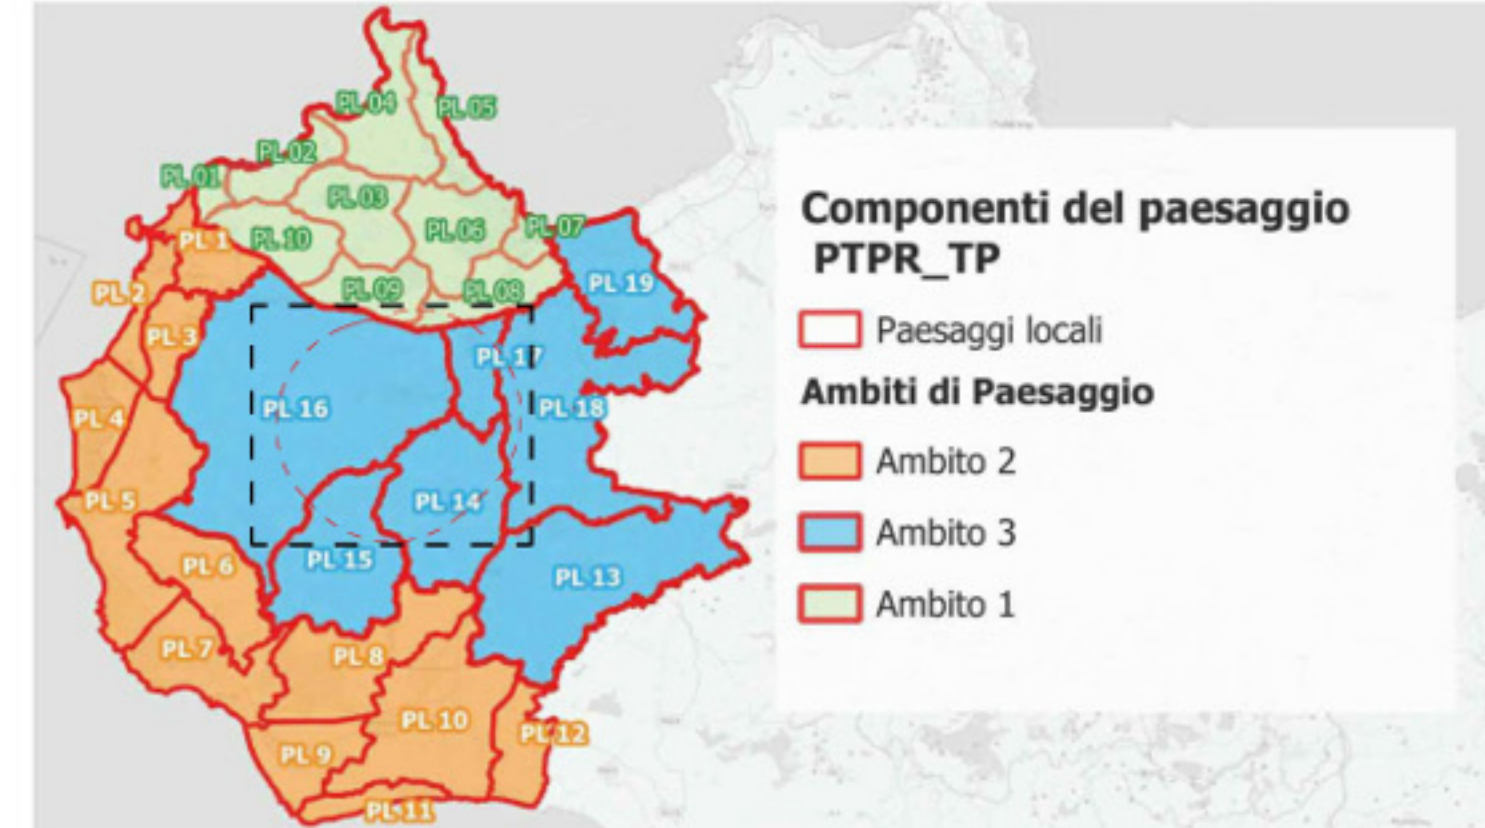 PL 04
PL 05
PL 02
PL 01
PL 03
PL 07
PL 06
PL 10
PL 1
PL 19
PL 2
PL 09
PL 08
PL 3
PL 17
PL 16
PL 18
PL 4
PL 5
PL 14
PL 15
PL 6
PL 13
PL 7
PL 8
PL 10
PL 12
PL 9
PL 11
Componenti del paesaggio
PTPR_TP
Paesaggi locali
Ambiti di Paesaggio
Ambito 2
Ambito 3
Ambito 1